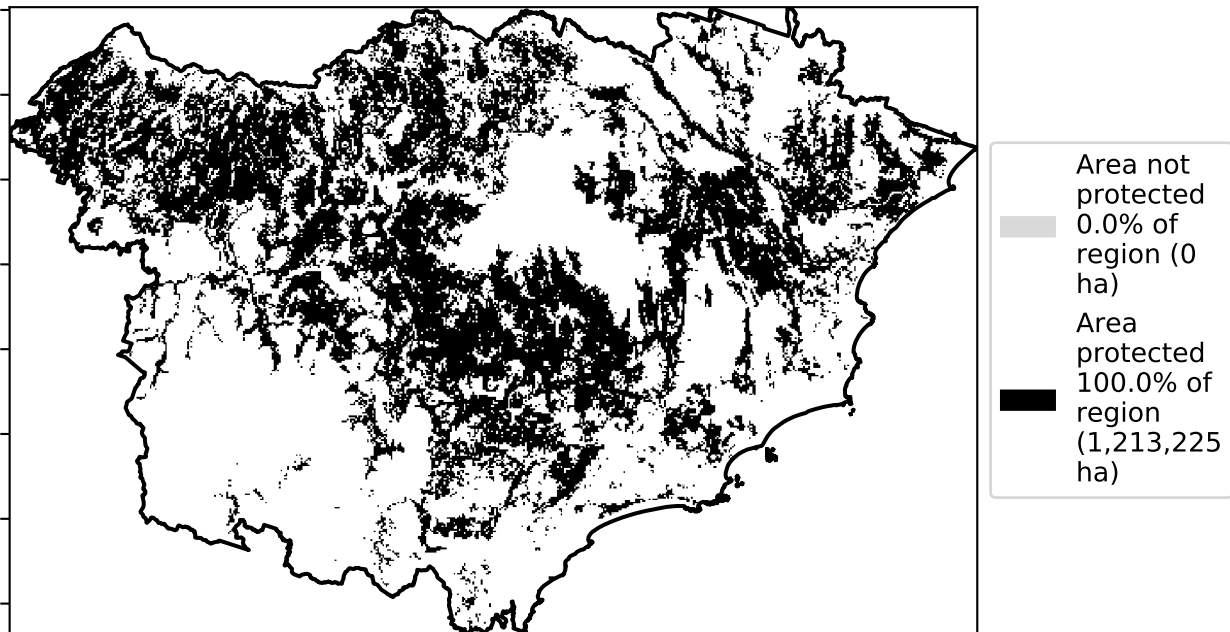 Area not
protected
0.0% of
region (0
ha)
Area
protected
100.0% of
region
(1,213,225
ha)